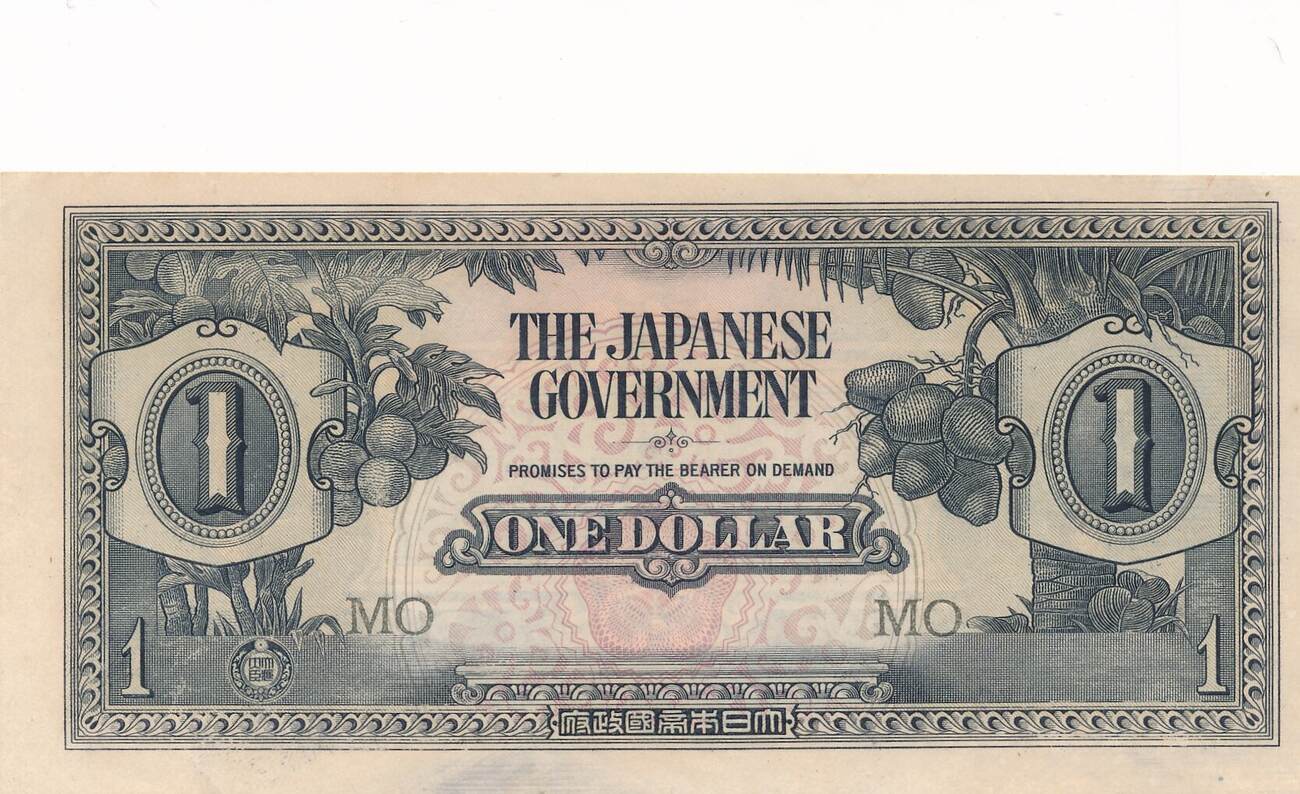 THE JAPANESE
GOVERNMENT
1
1
PROMISES TO PAY THE BEARER ON DEMAND
ONE DOLLAR
MO
MO
1
1
府政國帝本日大